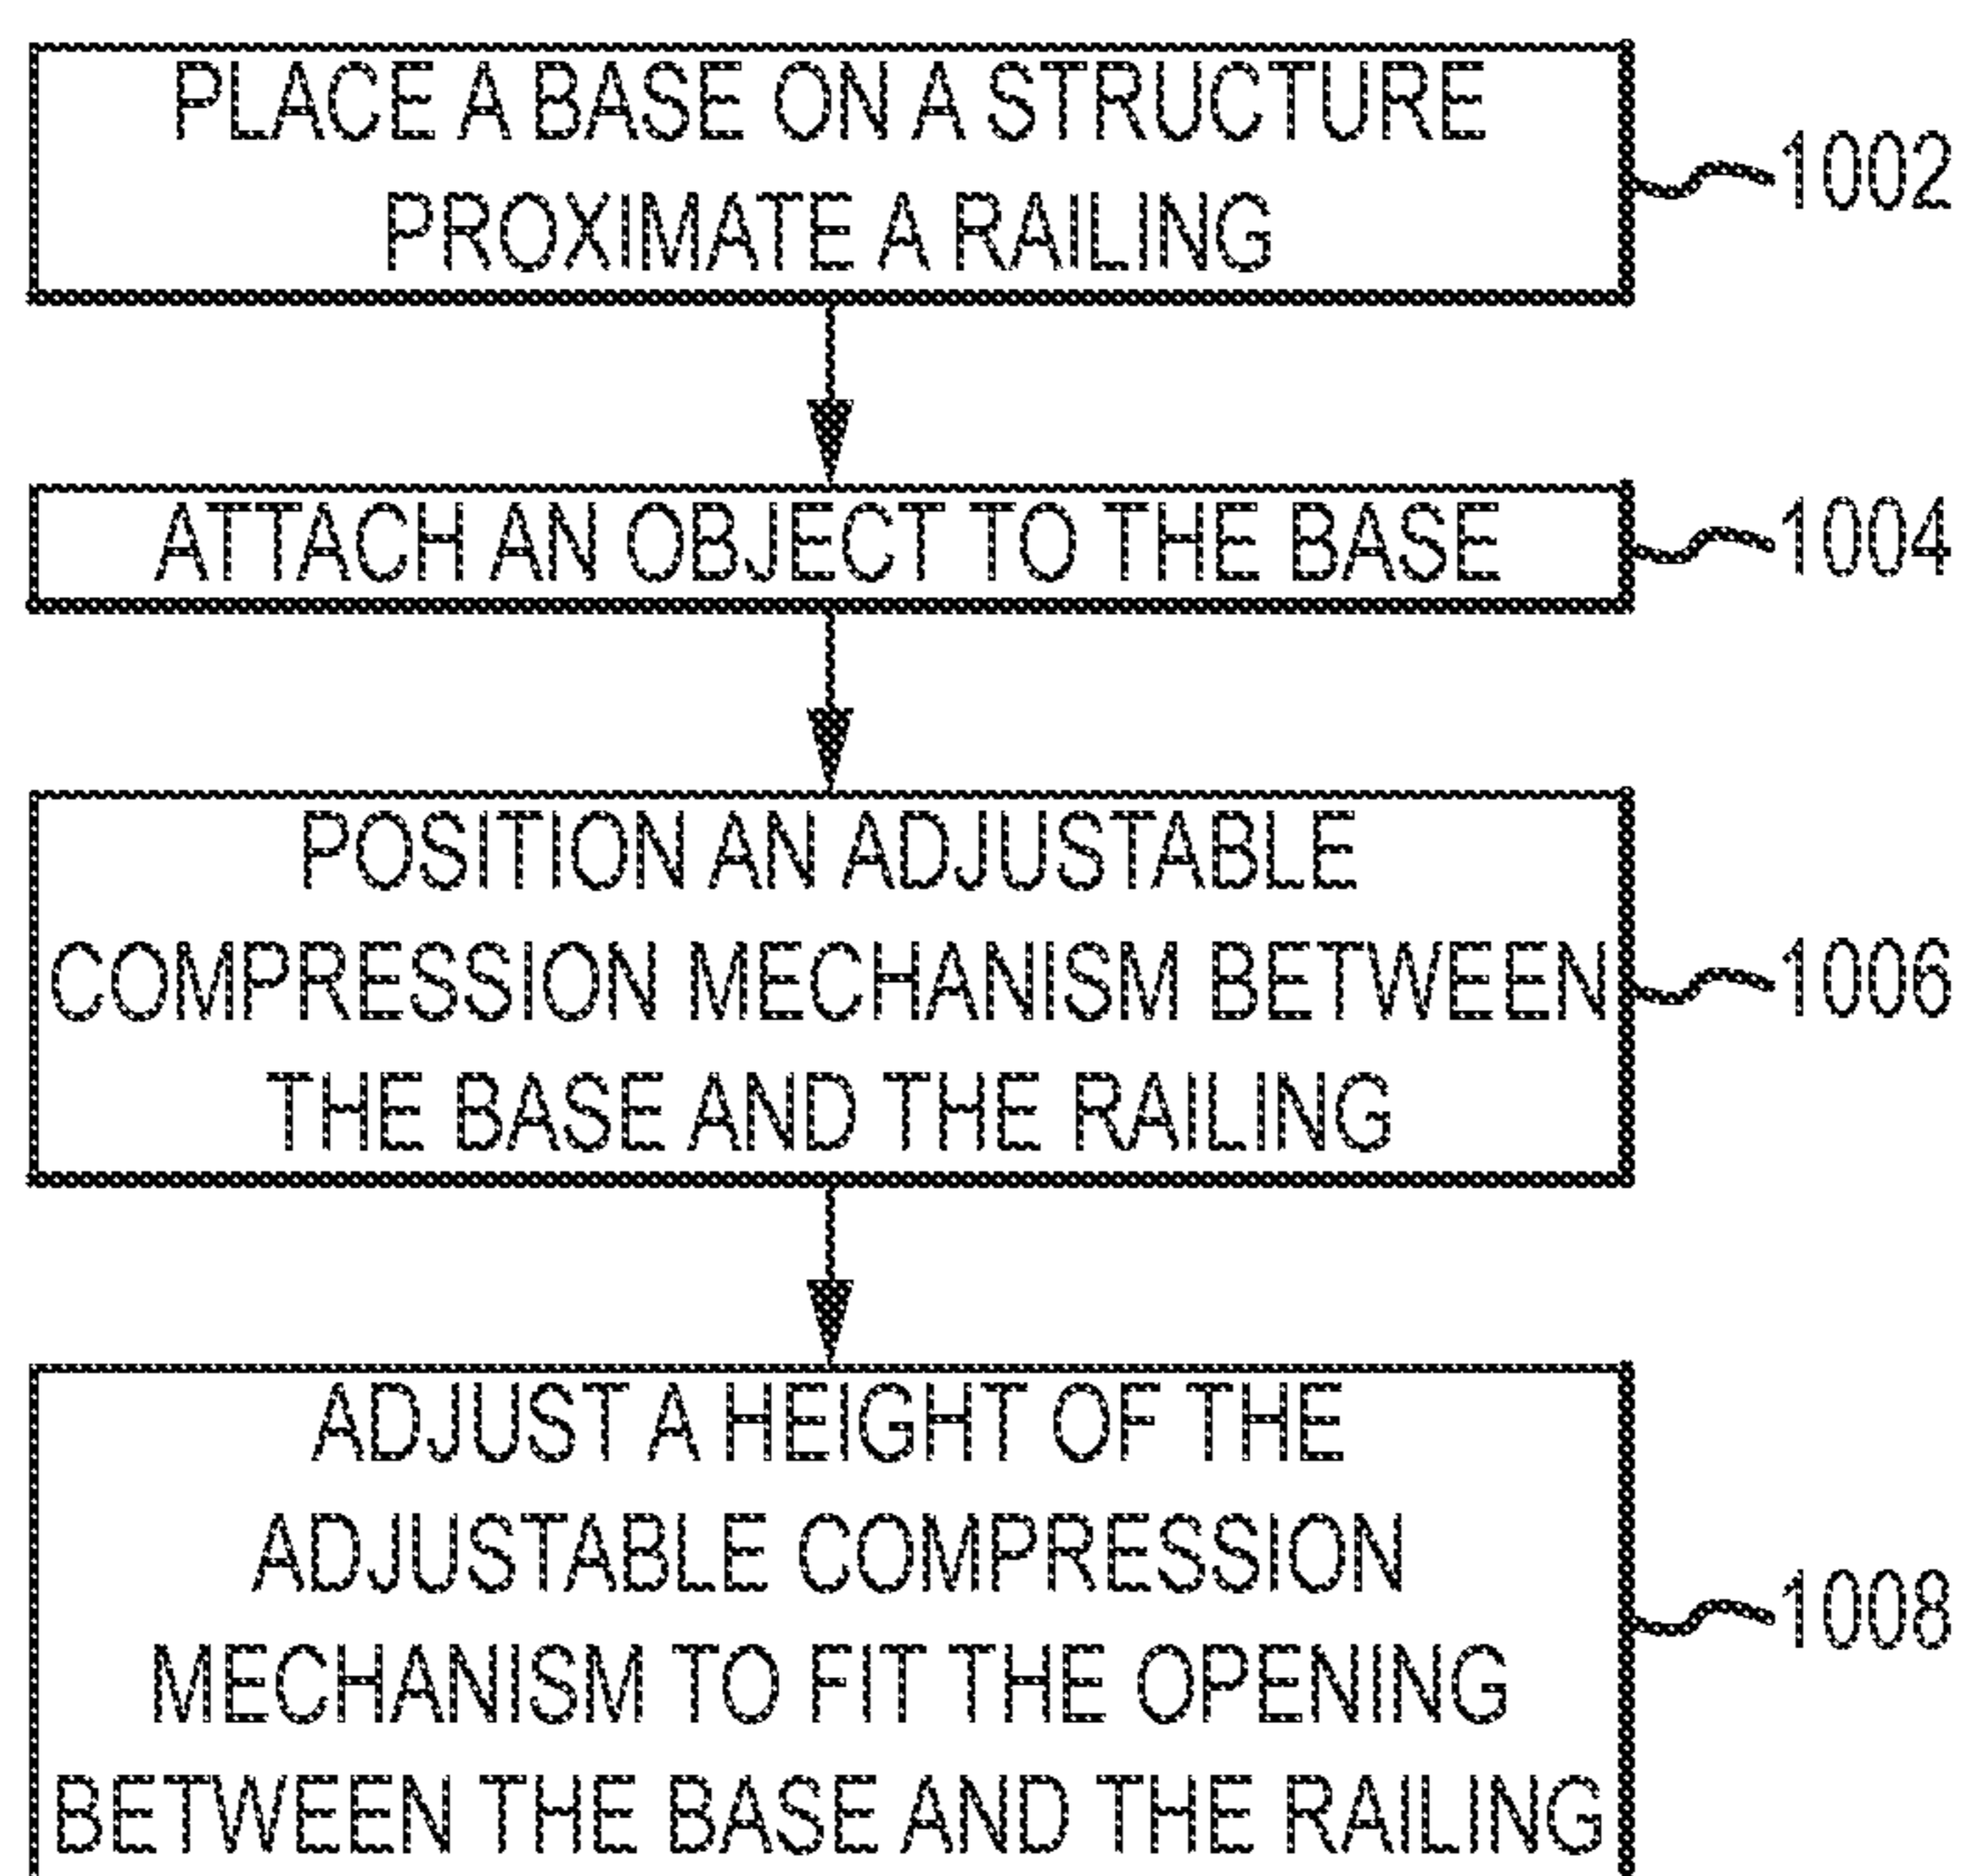 PLACE A BASE ON A STRUCTURE
PROXIMATE A RAILING
1002
ATTACH AN OBJECT TO THE BASE
1004
POSITION AN ADJUSTABLE
COMPRESSION MECHANISM BETWEEN
THE BASE AND THE RAILING
1006
ADJUST A HEIGHT OF THE
ADJUSTABLE COMPRESSION
MECHANISM TO FIT THE OPENING
BETWEEN THE BASE AND THE RAILING
1008